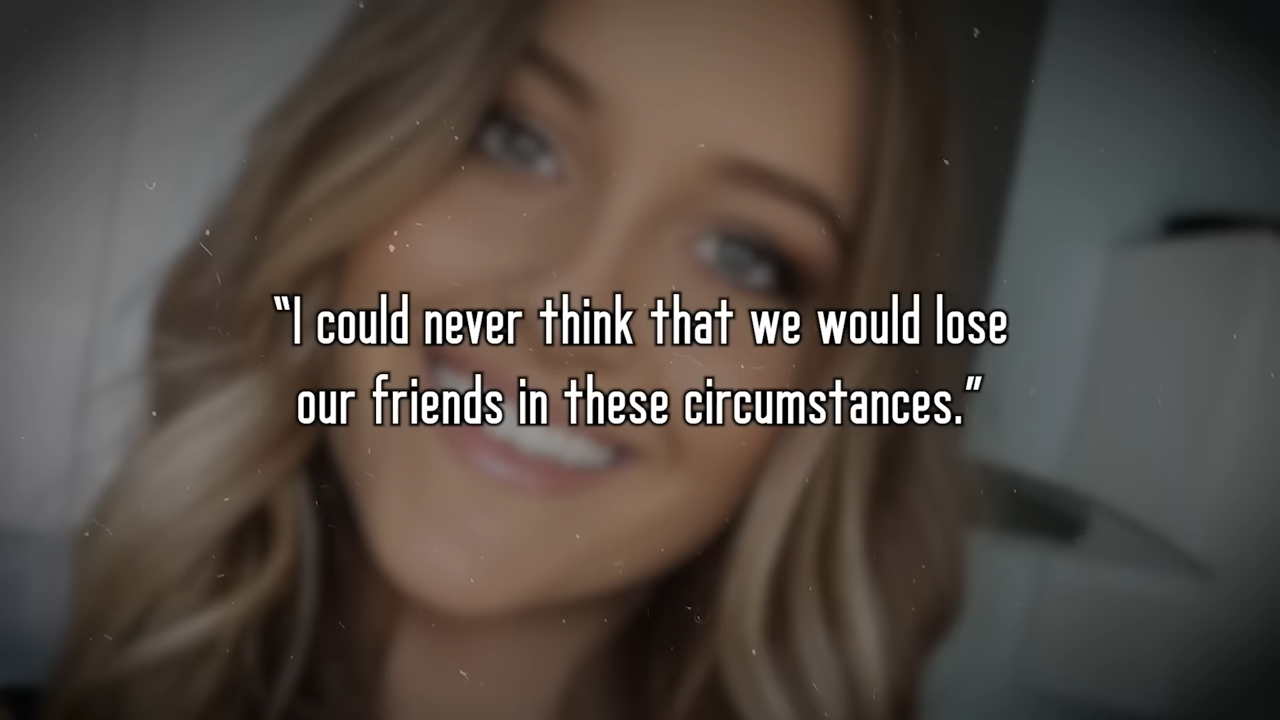 “I could never think that we would lose
our friends in these circumstances.”